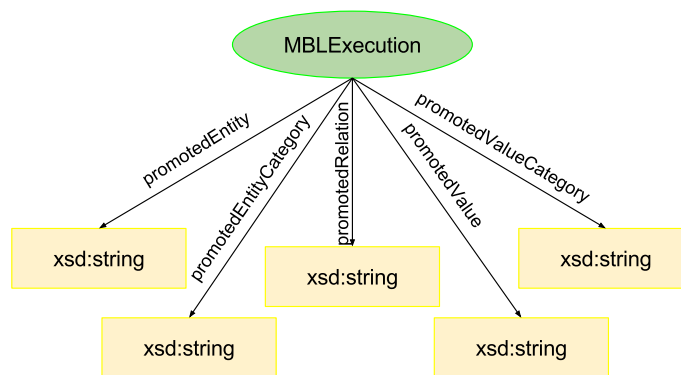 MBLExecution
promotedEntity
promotedEntityCategory
promotedRelation
promotedValue
promotedValueCategory
xsd:string
xsd:string
xsd:string
xsd:string
xsd:string